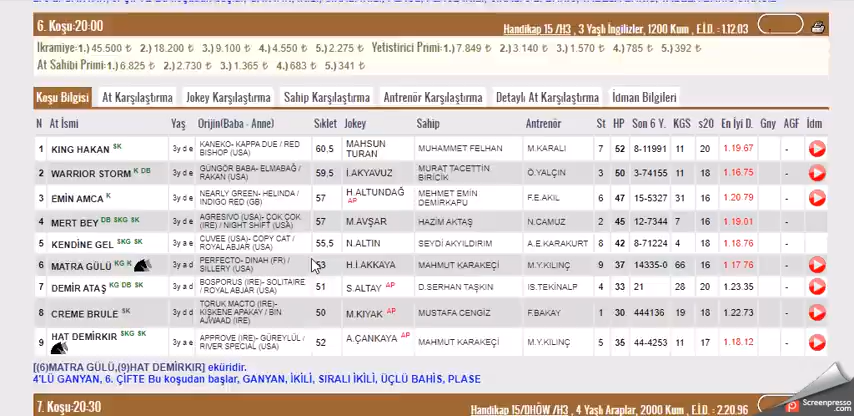 6. Koşu:20:00
Handikap 15 /H3 , 3 Yaşlı İngilizler, 1200 Kum , E.İ.D. :1.12.03
Ikramiye:1.) 45.500 t 2.) 18.200 t 3.) 9.100 t 4.) 4.550 t 5.) 2.275 t Yetistirici Primi:1.) 7.849 t 2.) 3.140 t 3.) 1.570 t 4.) 785 t 5.) 392 t
At Sahibi Primi:1.) 6.825 t 2.) 2.730 t 3.) 1.365 t 4.) 683 t 5.) 341 t
Koşu Bilgisi At Karşılaştırma Jokey Karşılaştırma Sahip Karşılaştırma Antrenör Karşılaştırma Detaylı At Karşılaştırma İdman Bilgileri
N At İsmi Yaş Orijin(Baba - Anne) Sıklet Jokey Sahip Antrenör St HP Son 6 Y. KGS s20 En İyi D. Gny AGF İdm
1 KING HAKAN SK 3y d e KANEKO- KAPPA DUE / RED BISHOP (USA) 60,5 MAHSUN TURAN MUHAMMET FELHAN M.KARALI 7 52 8-11991 11 20 1.19.67 -
2 WARRIOR STORM K DB 3y d e GÜNGÖR BABA- ELMABAĞ / RAKAN (USA) 59,5 İ.AKYAVUZ MURAT TACETTİN BİRİCİK Ö.YALÇIN 3 50 3-74155 11 18 1.16.75 -
3 EMIN AMCA K 3y d e NEARLY GREEN- HELINDA / INDIGO RED (GB) 57 H.ALTUNDAĞ AP MEHMET EMİN DEMİRKAPU F.E.AKIL 6 47 15-5327 31 16 1.20.79 -
4 MERT BEY DB SKG SK 3y d e AGRESIVO (USA)- ÇOK ÇOK (IRE) / NIGHT SHIFT (USA) 57 M.AVŞAR HAZİM AKTAŞ N.CAMUZ 2 45 12-7344 7 16 1.19.01 -
5 KENDİNE GEL SKG SK 3y a e CUVEE (USA)- COPY CAT / ROYAL ABJAR (USA) 55,5 N.ALTIN SEYDİ AKYILDIRIM A.E.KARAKURT 8 42 8-71224 4 18 1.18.76 -
6 MATRA GÜLÜ KG K 3y a d PERFECTO- DINAH (FR) / SILLERY (USA) 53 H.İ.AKKAYA MAHMUT KARAKEÇİ M.Y.KILINÇ 9 37 14335-0 66 16 1.17.76 -
7 DEMİR ATAŞ KG DB SK 3y a d BOSPORUS (IRE)- SOLITAIRE / ROYAL ABJAR (USA) 51 S.ALTAY AP D.SERHAN TAŞKIN IS.TEKİNALP 4 33 21 28 20 1.23.35 -
8 CREME BRULE SK 3y d d TORUK MACTO (IRE)- KIŞKENE APAKAY / BIN AJWAAD (IRE) 50 M.KIYAK AP MUSTAFA CENGİZ F.BAKAY 1 30 444136 19 18 1.22.73 -
9 HAT DEMİRKIR SKG SK 3y a e APPROVE (IRE)- GÜREYLÜL / RIVER SPECIAL (USA) 52 A.ÇANKAYA AP MAHMUT KARAKEÇİ M.Y.KILINÇ 5 35 44-4253 11 17 1.18.12 -
[(6)MATRA GÜLÜ,(9)HAT DEMİRKIR] eküridir.
4'LÜ GANYAN, 6. ÇİFTE Bu koşudan başlar, GANYAN, İKİLİ, SIRALI İKİLİ, ÜÇLÜ BAHİS, PLASE
7. Koşu:20:30
Handikap 15/DHÖW /H3 , 4 Yaşlı Araplar, 2000 Kum , E.İ.D. : 2.20.96
Screenpresso